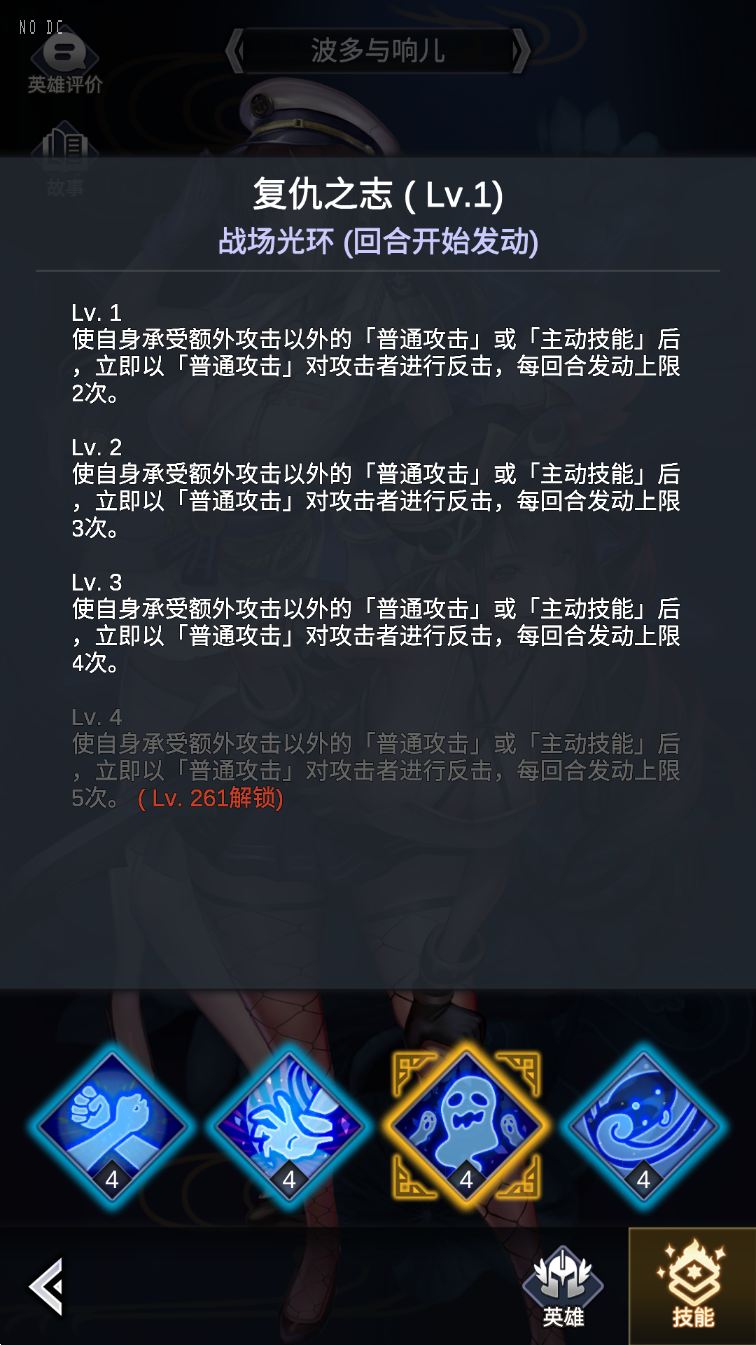 NO DC
波多与响儿
英雄评价
故事
复仇之志 ( Lv.1)
战场光环 (回合开始发动)
Lv. 1
使自身承受额外攻击以外的「普通攻击」或「主动技能」后
，立即以「普通攻击」对攻击者进行反击，每回合发动上限
2次。
Lv. 2
使自身承受额外攻击以外的「普通攻击」或「主动技能」后
，立即以「普通攻击」对攻击者进行反击，每回合发动上限
3次。
Lv. 3
使自身承受额外攻击以外的「普通攻击」或「主动技能」后
，立即以「普通攻击」对攻击者进行反击，每回合发动上限
4次。
Lv. 4
使自身承受额外攻击以外的「普通攻击」或「主动技能」后
，立即以「普通攻击」对攻击者进行反击，每回合发动上限
5次。 ( Lv. 261解锁)
4
4
4
4
英雄
技能